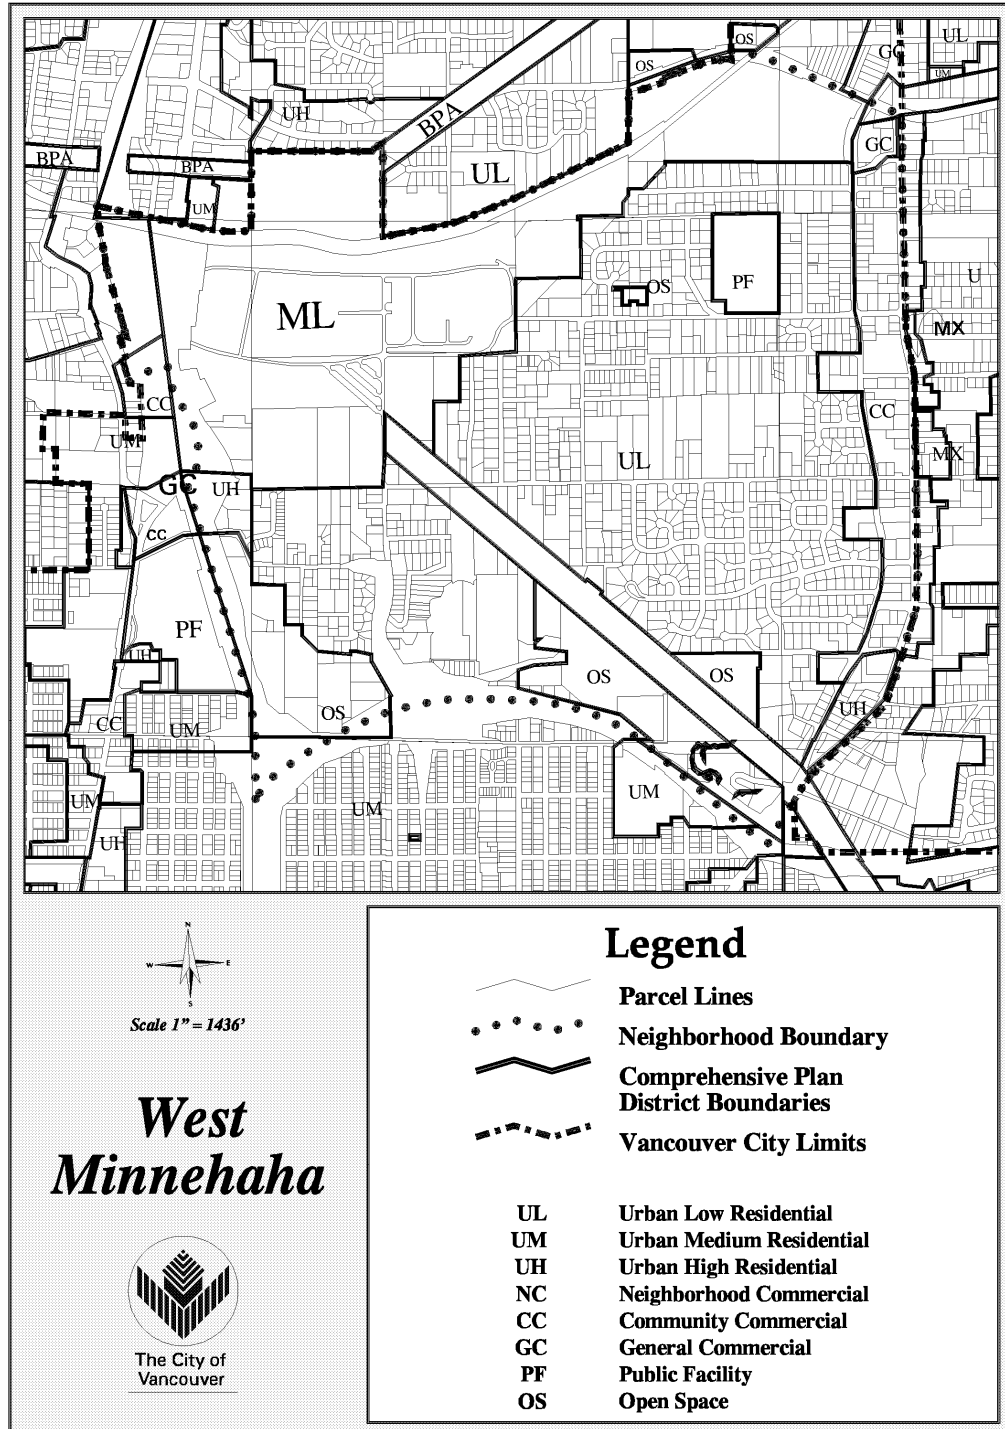 OS
GC
UL
OS
UM
UH
BPA
GC
BPA
BPA
UL
UM
OS
PF
U
ML
MX
CC
CC
UM
UL
MX
GC
UH
CC
PF
UH
OS
OS
OS
CC
UM
UH
UM
UM
UM
UH
N
W
E
S
Scale 1" = 1436'
West
Minnehaha
The City of
Vancouver
Legend
Parcel Lines
Neighborhood Boundary
Comprehensive Plan
District Boundaries
Vancouver City Limits
UL Urban Low Residential
UM Urban Medium Residential
UH Urban High Residential
NC Neighborhood Commercial
CC Community Commercial
GC General Commercial
PF Public Facility
OS Open Space